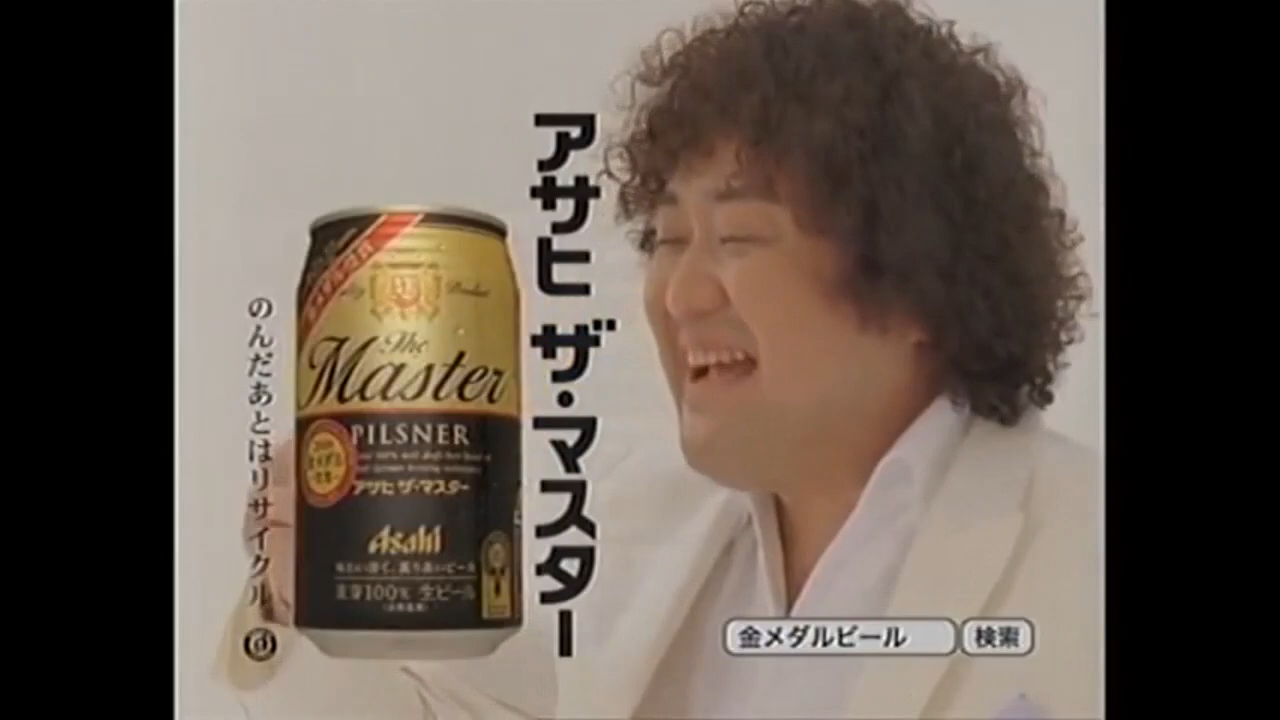 アサヒ ザ・マスター
The
Master
PILSNER
アサヒ ザ・マスター
Asahi
麦芽100% 生ビール
のんだあとはリサイクル
金メダルビール 検索